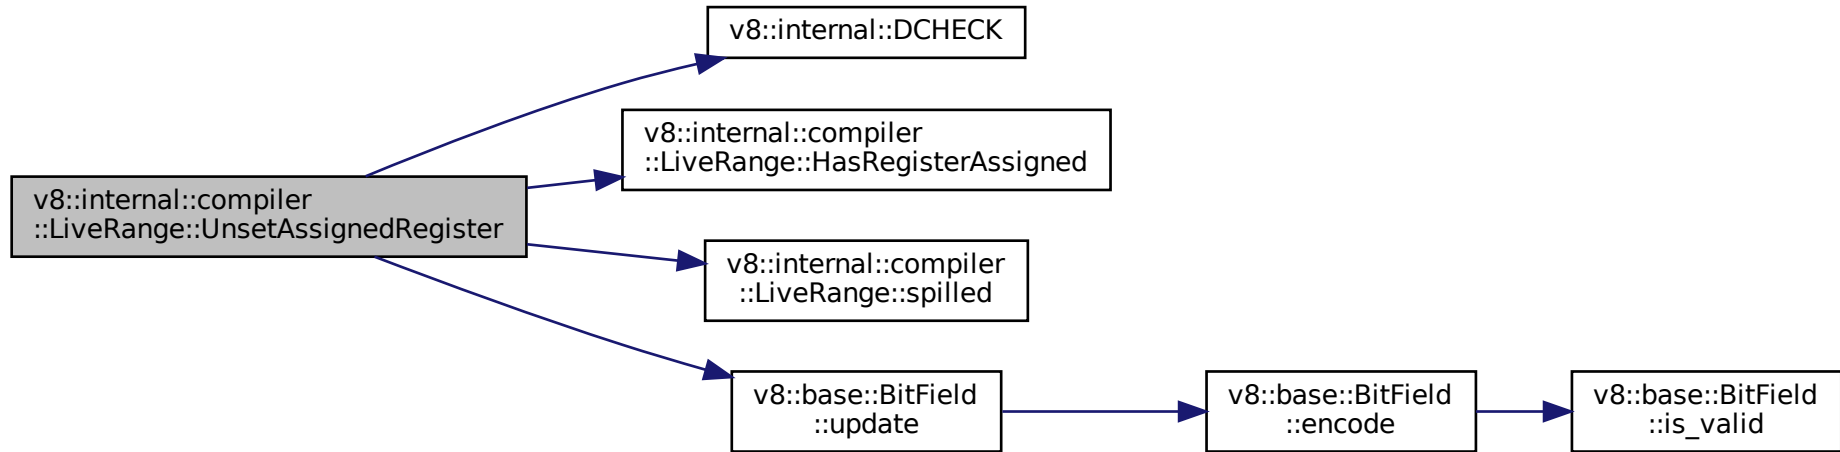 v8::internal::DCHECK
v8::internal::compiler
::LiveRange::HasRegisterAssigned
v8::internal::compiler
::LiveRange::UnsetAssignedRegister
v8::internal::compiler
::LiveRange::spilled
v8::base::BitField
::update
v8::base::BitField
::encode
v8::base::BitField
::is_valid